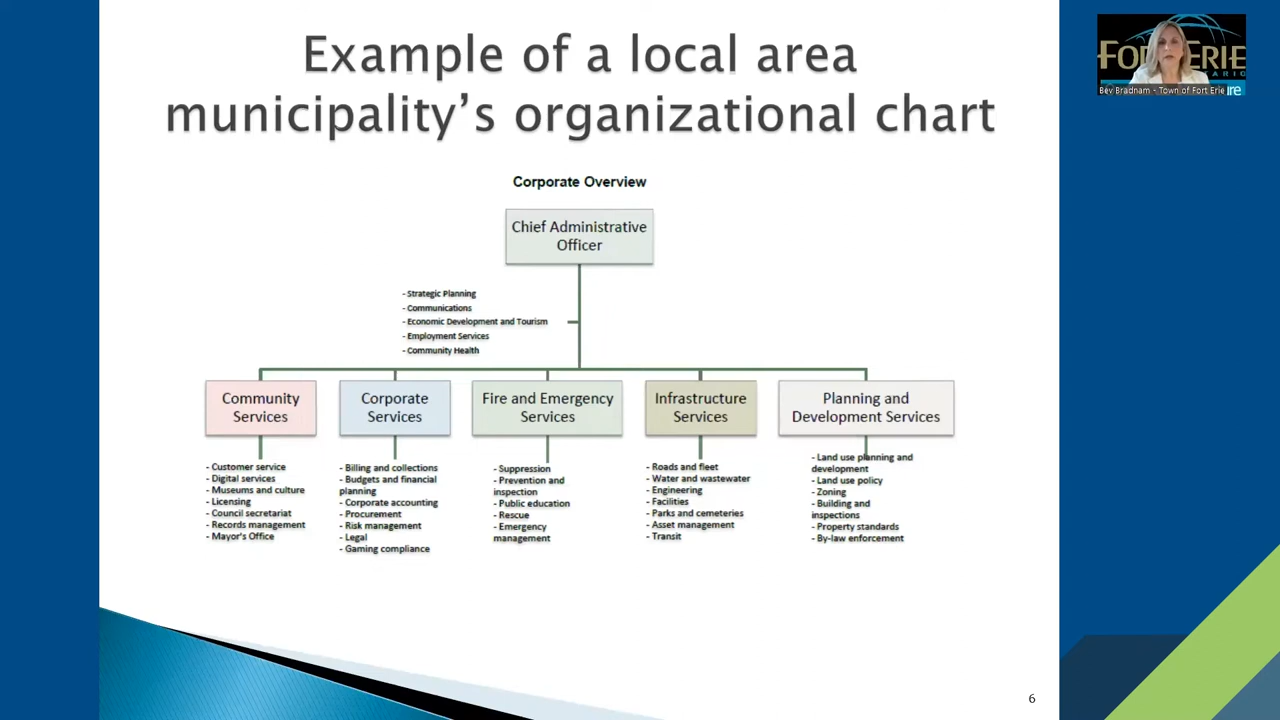 Example of a local area
municipality's organizational chart
Corporate Overview
Chief Administrative
Officer
- Strategic Planning
- Communications
- Economic Development and Tourism
- Employment Services
- Community Health
Community
Services
- Customer service
- Digital services
- Museums and culture
- Licensing
- Council secretariat
- Records management
- Mayor's Office
Corporate
Services
- Billing and collections
- Budgets and financial
planning
- Corporate accounting
- Procurement
- Risk management
- Legal
- Gaming compliance
Fire and Emergency
Services
- Suppression
- Prevention and
inspection
- Public education
- Rescue
- Emergency
management
Infrastructure
Services
- Roads and fleet
- Water and wastewater
- Engineering
- Facilities
- Parks and cemeteries
- Asset management
- Transit
Planning and
Development Services
- Land use planning and
development
- Land use policy
- Zoning
- Building and
inspections
- Property standards
- By-law enforcement
6
FORT ERIE
Bev Bradnam - Town of Fort Erie